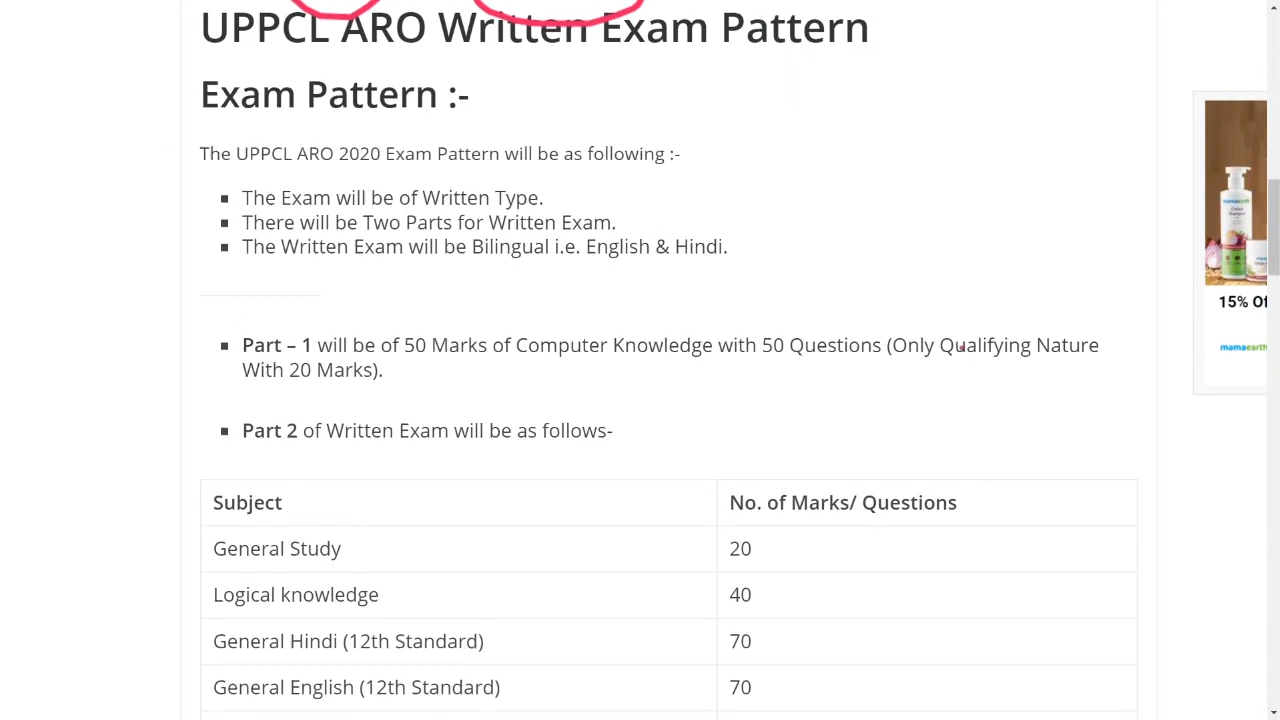 UPPCL ARO Written Exam Pattern
Exam Pattern :-
The UPPCL ARO 2020 Exam Pattern will be as following :-
The Exam will be of Written Type.
There will be Two Parts for Written Exam.
The Written Exam will be Bilingual i.e. English & Hindi.
Part – 1 will be of 50 Marks of Computer Knowledge with 50 Questions (Only Qualifying Nature
With 20 Marks).
Part 2 of Written Exam will be as follows-
Subject No. of Marks/ Questions
General Study 20
Logical knowledge 40
General Hindi (12th Standard) 70
General English (12th Standard) 70
mamaearth
15% Of
mamaearth